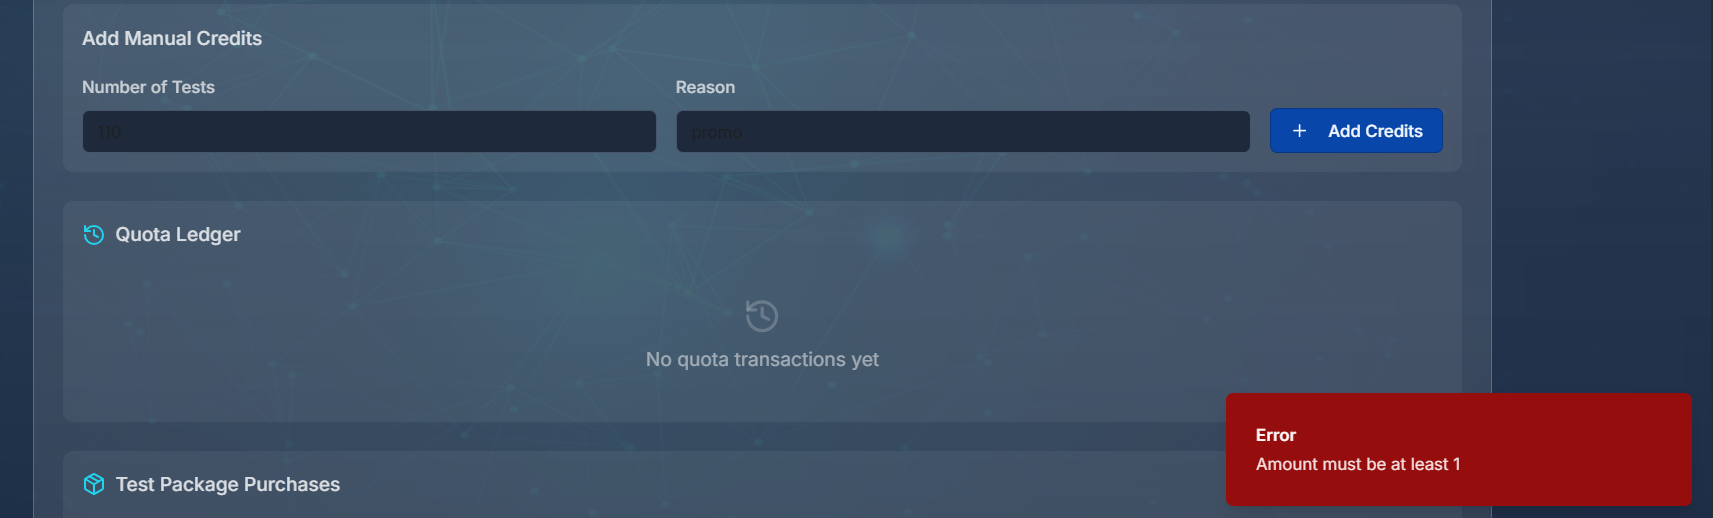 Add Manual Credits
Number of Tests
Reason
110
promo
+ Add Credits
Quota Ledger
No quota transactions yet
Error
Amount must be at least 1
Test Package Purchases